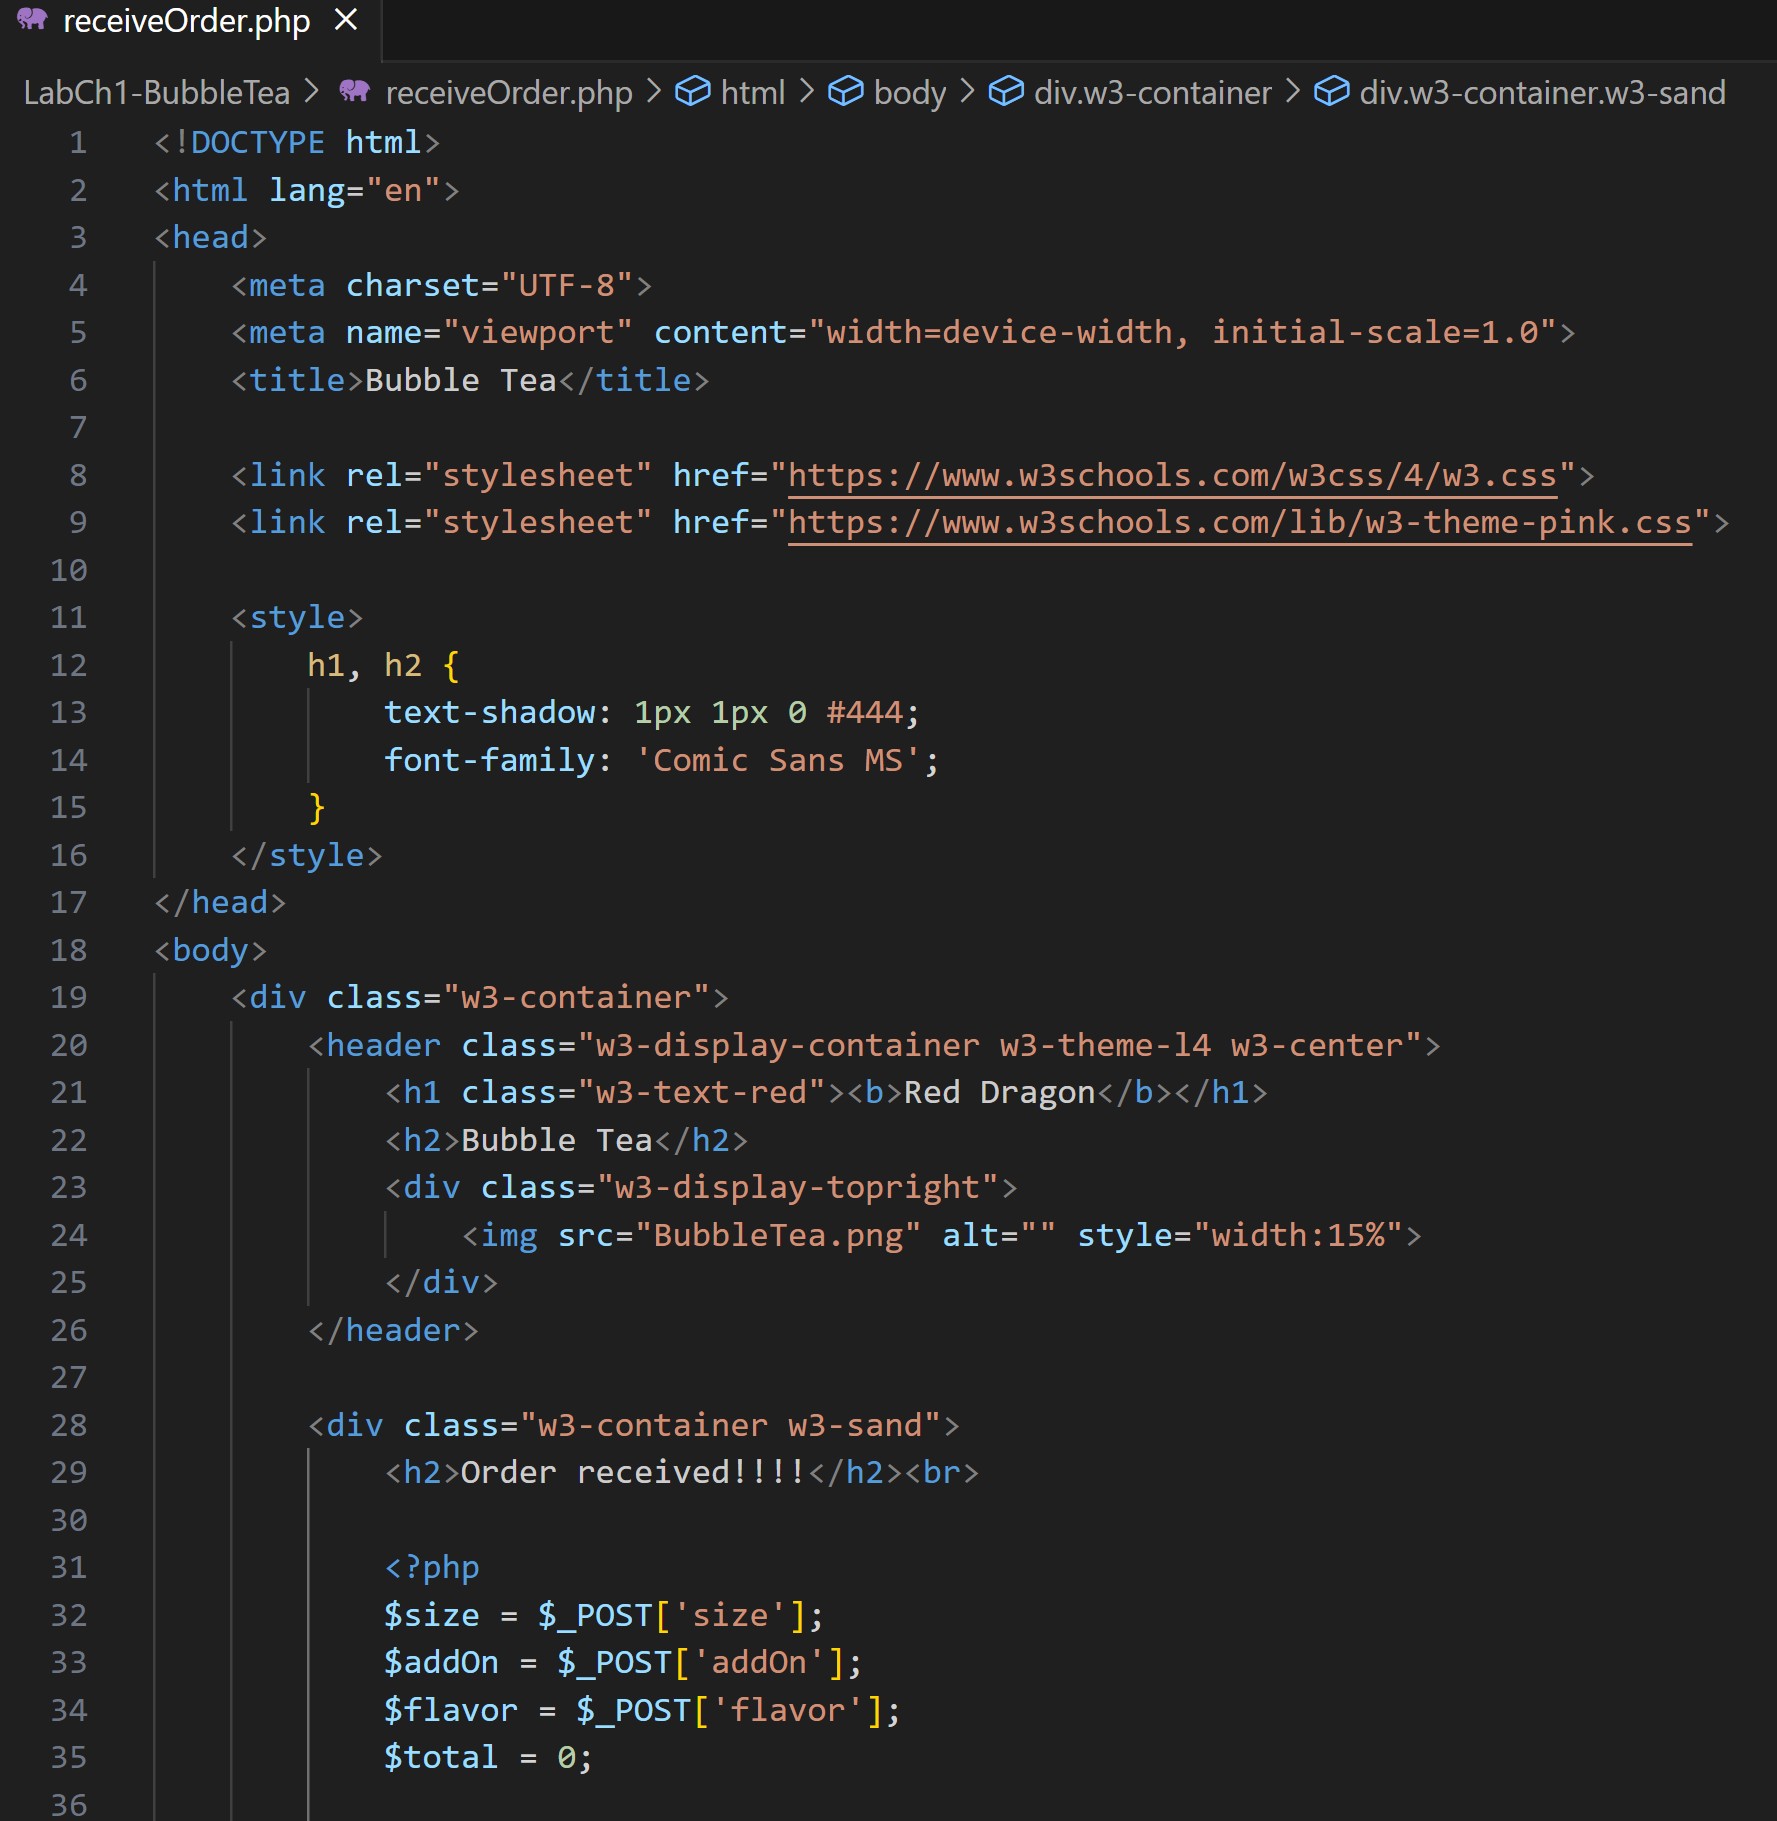 receiveOrder.php ×
LabCh1-BubbleTea > receiveOrder.php > html > body > div.w3-container > div.w3-container.w3-sand
1 <!DOCTYPE html>
2 <html lang="en">
3 <head>
4     <meta charset="UTF-8">
5     <meta name="viewport" content="width=device-width, initial-scale=1.0">
6     <title>Bubble Tea</title>
7
8     <link rel="stylesheet" href="https://www.w3schools.com/w3css/4/w3.css">
9     <link rel="stylesheet" href="https://www.w3schools.com/lib/w3-theme-pink.css">
10
11     <style>
12         h1, h2 {
13             text-shadow: 1px 1px 0 #444;
14             font-family: 'Comic Sans MS';
15         }
16     </style>
17 </head>
18 <body>
19     <div class="w3-container">
20         <header class="w3-display-container w3-theme-l4 w3-center">
21             <h1 class="w3-text-red"><b>Red Dragon</b></h1>
22             <h2>Bubble Tea</h2>
23             <div class="w3-display-topright">
24                 <img src="BubbleTea.png" alt="" style="width:15%">
25             </div>
26         </header>
27
28         <div class="w3-container w3-sand">
29             <h2>Order received!!!!</h2><br>
30
31             <?php
32             $size = $_POST['size'];
33             $addOn = $_POST['addOn'];
34             $flavor = $_POST['flavor'];
35             $total = 0;
36